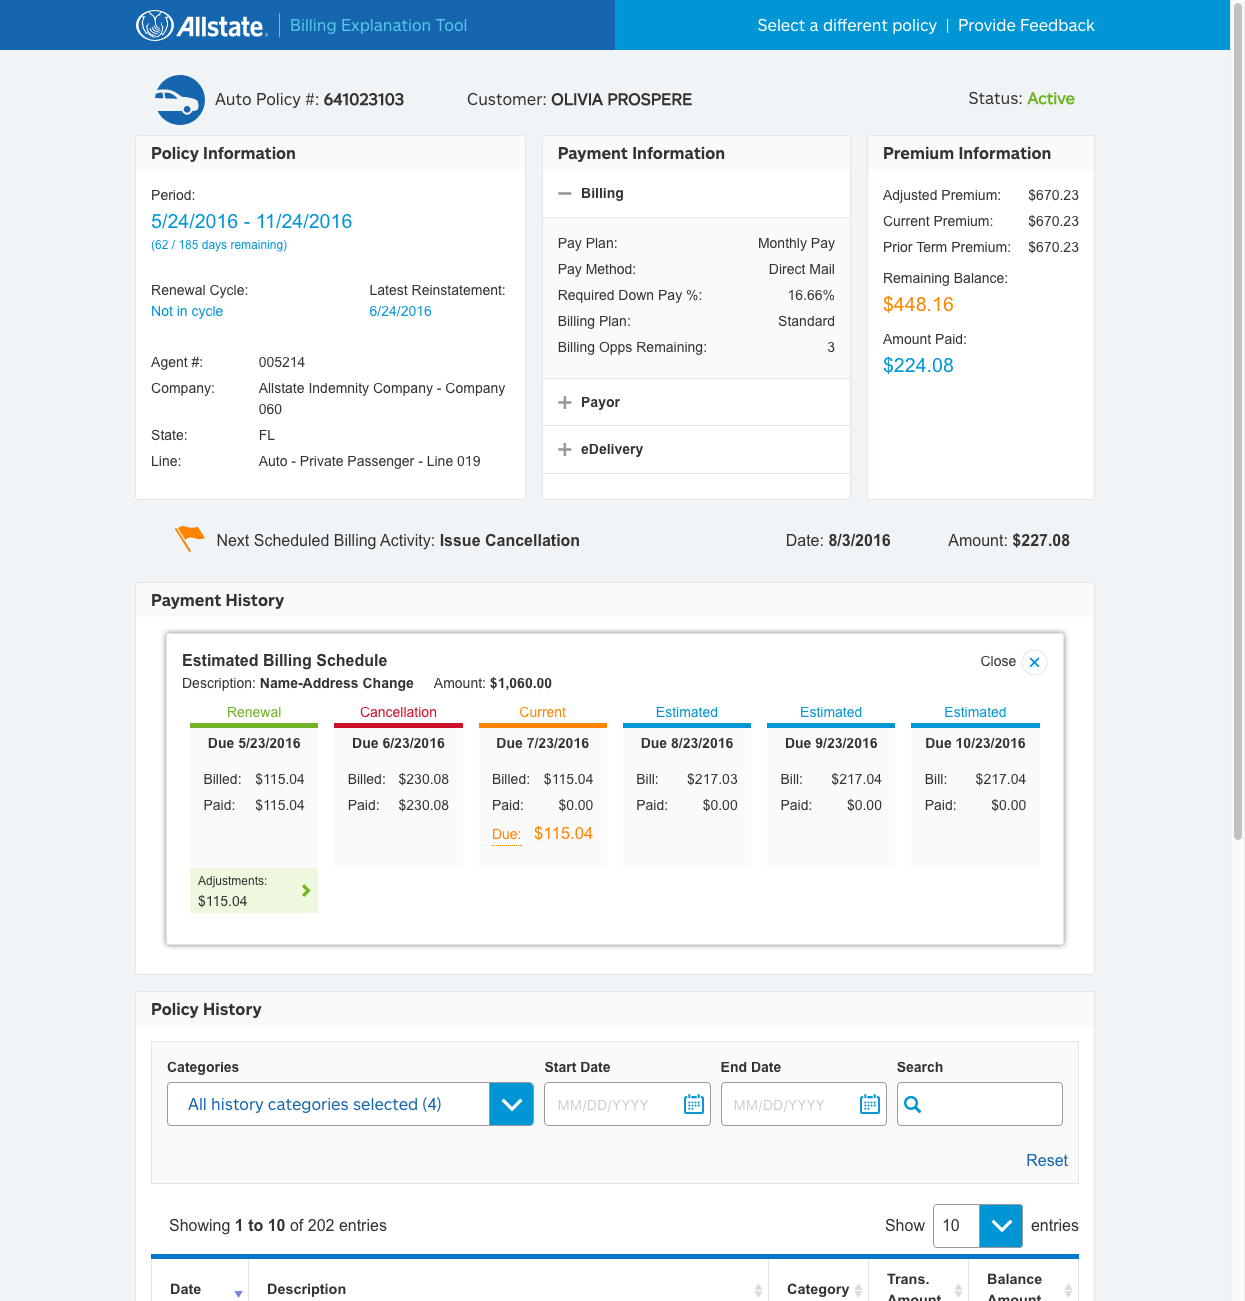 Allstate. Billing Explanation Tool Select a different policy | Provide Feedback
Auto Policy #: 641023103 Customer: OLIVIA PROSPERE Status: Active
Policy Information
Period:
5/24/2016 - 11/24/2016
(62 / 185 days remaining)
Renewal Cycle: Latest Reinstatement:
Not in cycle 6/24/2016
Agent #: 005214
Company: Allstate Indemnity Company - Company
060
State: FL
Line: Auto - Private Passenger - Line 019
Payment Information
Billing
Pay Plan: Monthly Pay
Pay Method: Direct Mail
Required Down Pay %: 16.66%
Billing Plan: Standard
Billing Opps Remaining: 3
Payor
eDelivery
Premium Information
Adjusted Premium: $670.23
Current Premium: $670.23
Prior Term Premium: $670.23
Remaining Balance:
$448.16
Amount Paid:
$224.08
Next Scheduled Billing Activity: Issue Cancellation Date: 8/3/2016 Amount: $227.08
Payment History
Estimated Billing Schedule Close
Description: Name-Address Change Amount: $1,060.00
Renewal Cancellation Current Estimated Estimated Estimated
Due 5/23/2016 Due 6/23/2016 Due 7/23/2016 Due 8/23/2016 Due 9/23/2016 Due 10/23/2016
Billed: $115.04 Billed: $230.08 Billed: $115.04 Bill: $217.03 Bill: $217.04 Bill: $217.04
Paid: $115.04 Paid: $230.08 Paid: $0.00 Paid: $0.00 Paid: $0.00 Paid: $0.00
Due: $115.04
Adjustments:
$115.04
Policy History
Categories Start Date End Date Search
All history categories selected (4) MM/DD/YYYY MM/DD/YYYY
Reset
Showing 1 to 10 of 202 entries Show 10 entries
Date Description Category Trans. Amount Balance Amount